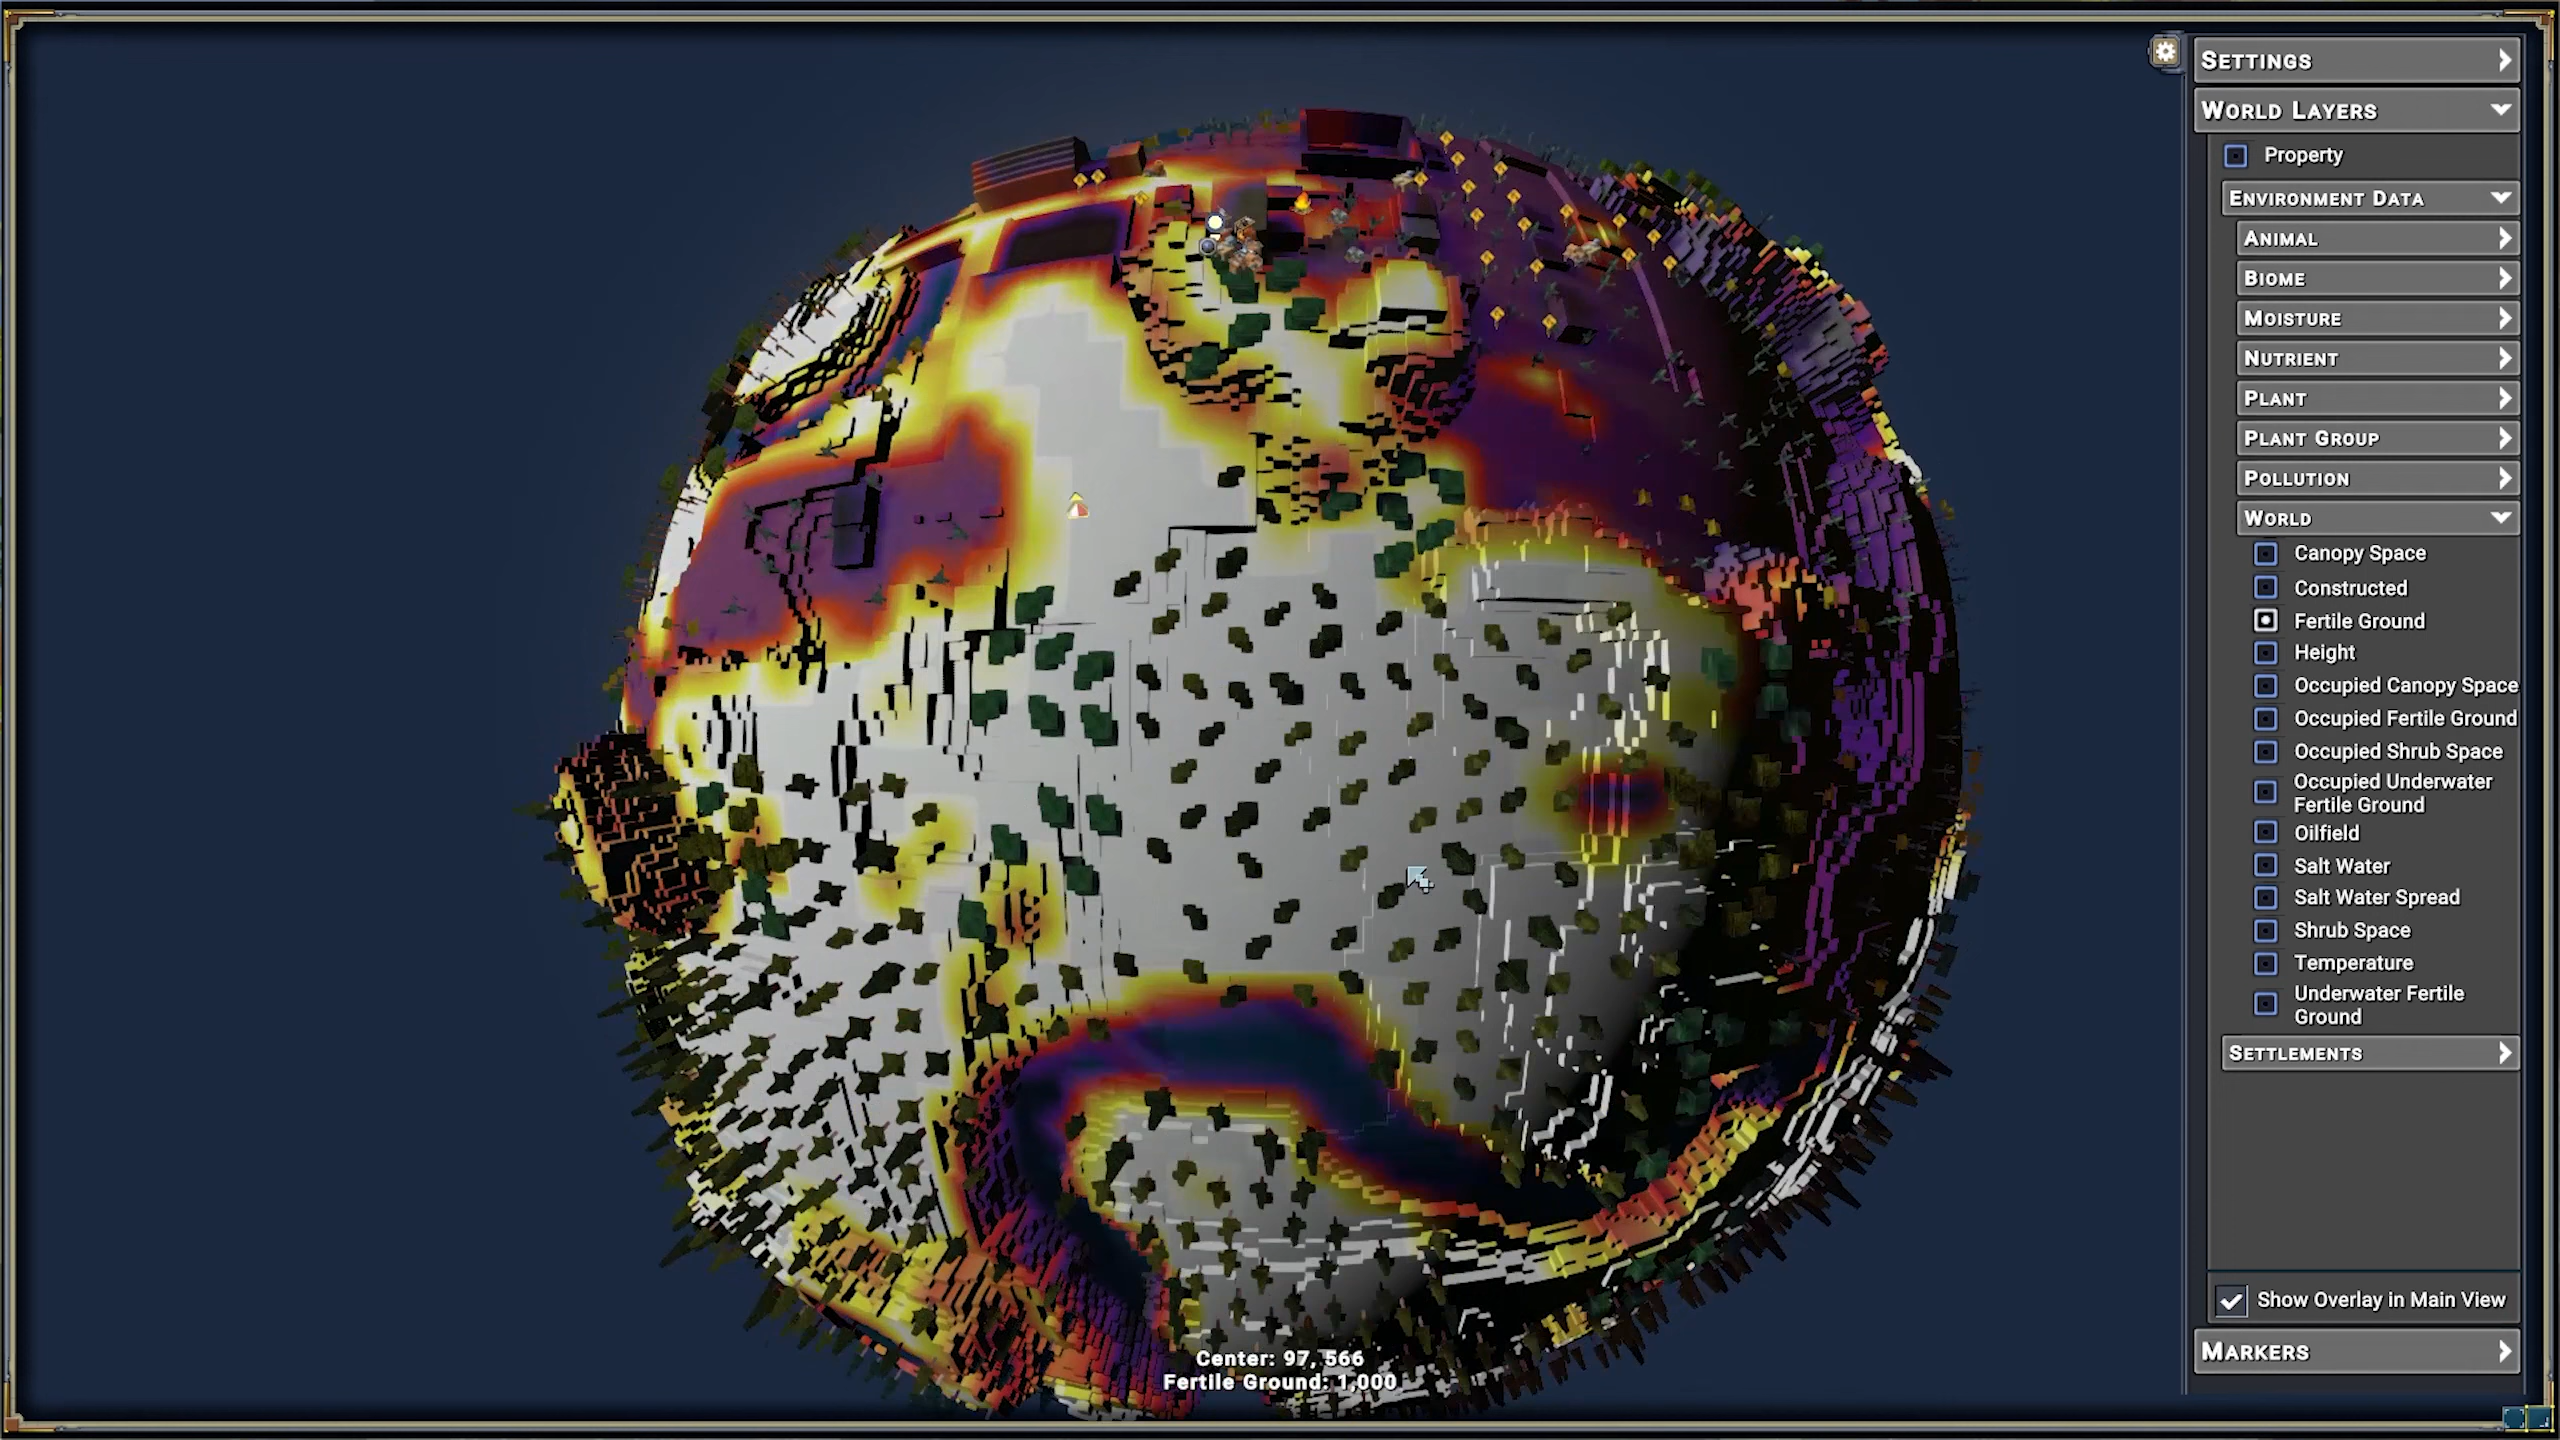 SETTINGS
WORLD LAYERS
Property
ENVIRONMENT DATA
ANIMAL
BIOME
MOISTURE
NUTRIENT
PLANT
PLANT GROUP
POLLUTION
WORLD
Canopy Space
Constructed
Fertile Ground
Height
Occupied Canopy Space
Occupied Fertile Ground
Occupied Shrub Space
Occupied Underwater
Fertile Ground
Oilfield
Salt Water
Salt Water Spread
Shrub Space
Temperature
Underwater Fertile
Ground
SETTLEMENTS
Show Overlay in Main View
MARKERS
Center: 97, 566
Fertile Ground: 1,000